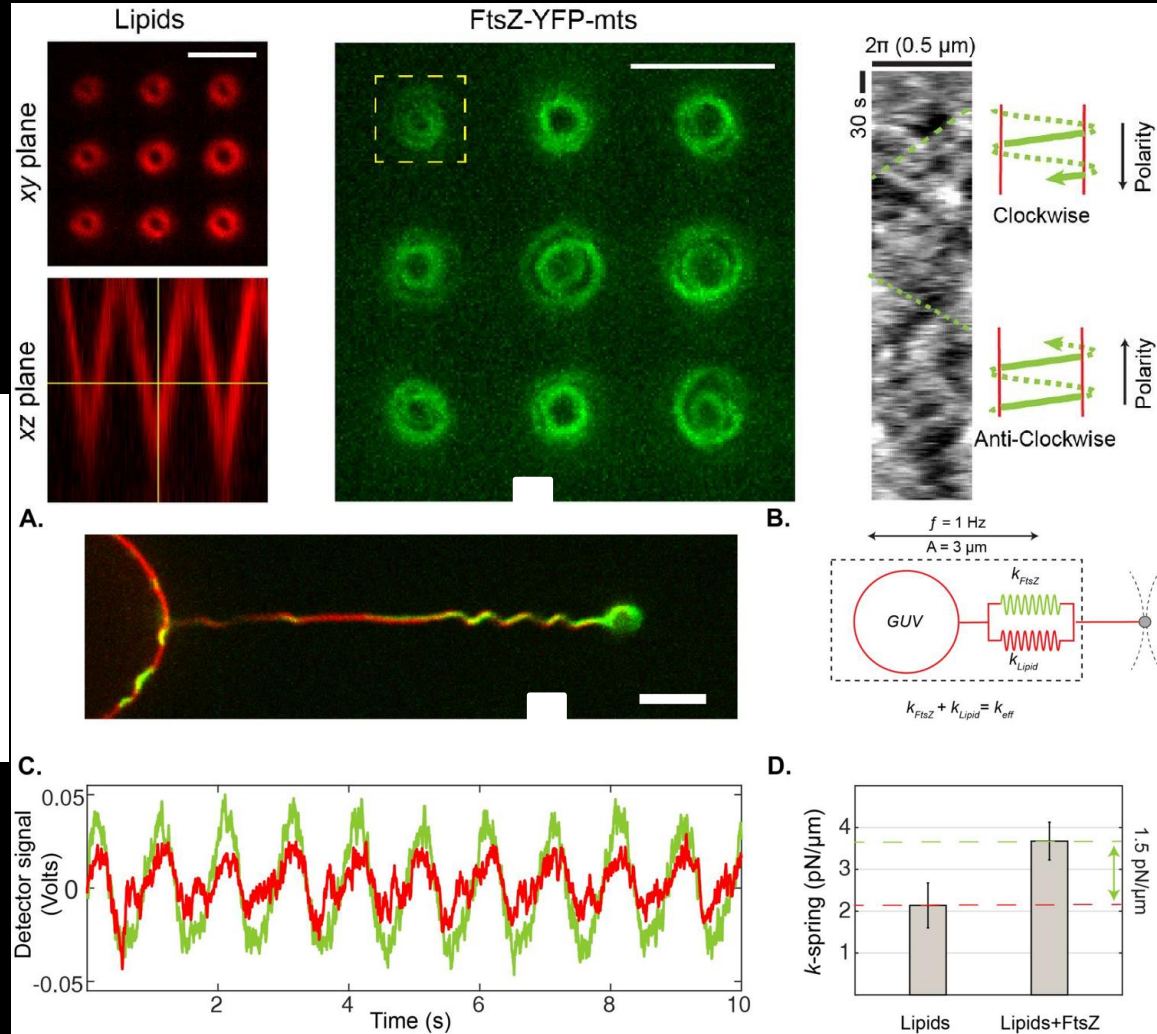 Lipids
FtsZ-YFP-mts
xy plane
xz plane
2π (0.5 µm)
30 s
Polarity
Clockwise
Polarity
Anti-Clockwise
A.
B.
f = 1 Hz
A = 3 µm
GUV
kFtsZ
kLipid
kFtsZ + kLipid = keff
C.
Detector signal
(Volts)
0.05
0
-0.05
2
4
6
8
10
Time (s)
D.
k-spring (pN/µm)
4
3
2
1
1.5 pN/µm
Lipids
Lipids+FtsZ